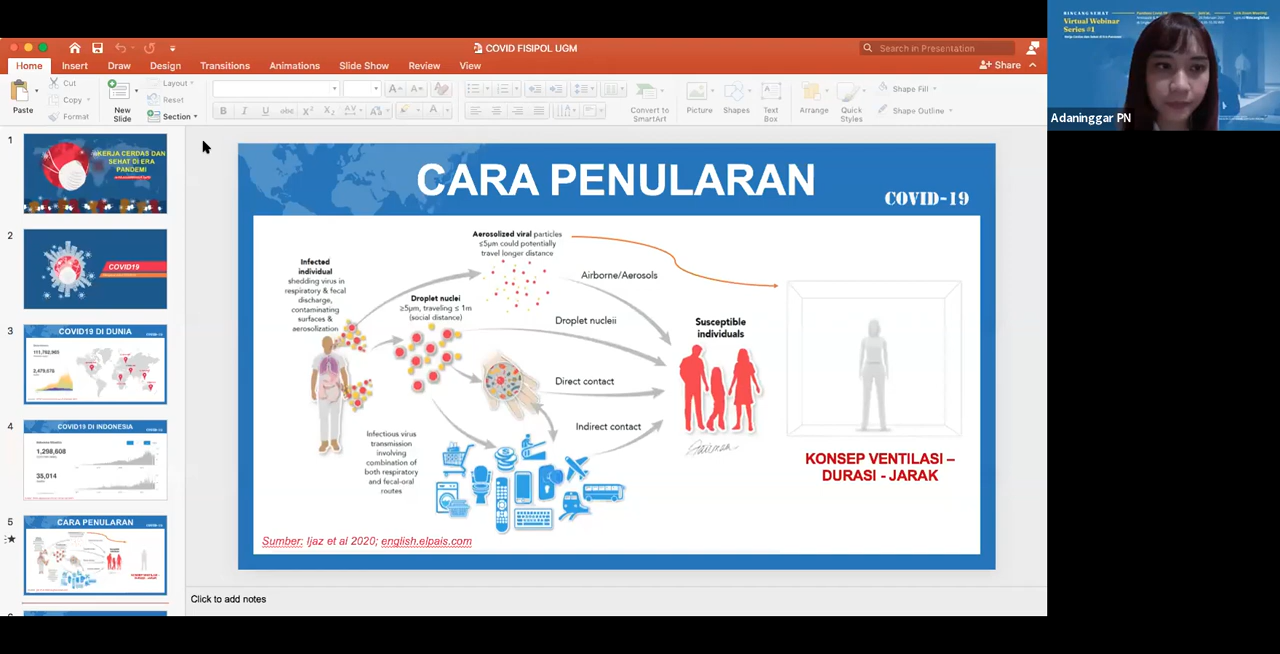 COVID FISIPOL UGM
Search in Presentation
Home
Insert
Draw
Design
Transitions
Animations
Slide Show
Review
View
Share
Paste
Cut
Copy
Format
New
Slide
Layout
Reset
Section
B I U abc
Convert to
SmartArt
Picture
Shapes
Text
Box
Arrange
Quick
Styles
Shape Fill
Shape Outline
1
KERJA CERDAS DAN
SEHAT DI ERA
PANDEMI
2
COVID19
3
COVID19 DI DUNIA
4
COVID19 DI INDONESIA
1,298,608
35,014
5
CARA PENULARAN
CARA PENULARAN
COVID-19
Infected
individual
shedding virus in
respiratory & fecal
discharge,
contaminating
surfaces &
aerosolization
Aerosolized viral particles
≤5µm could potentially
travel longer distance
Droplet nuclei
≥5µm, traveling ≤ 1m
(social distance)
Airborne/Aerosols
Droplet nucleii
Direct contact
Indirect contact
Susceptible
individuals
Infectious virus
transmission
involving
combination of
both respiratory
and fecal-oral
routes
KONSEP VENTILASI –
DURASI - JARAK
Sumber: Ijaz et al 2020; english.elpais.com
Click to add notes
Virtual Webinar
Series #1
Adaninggar PN